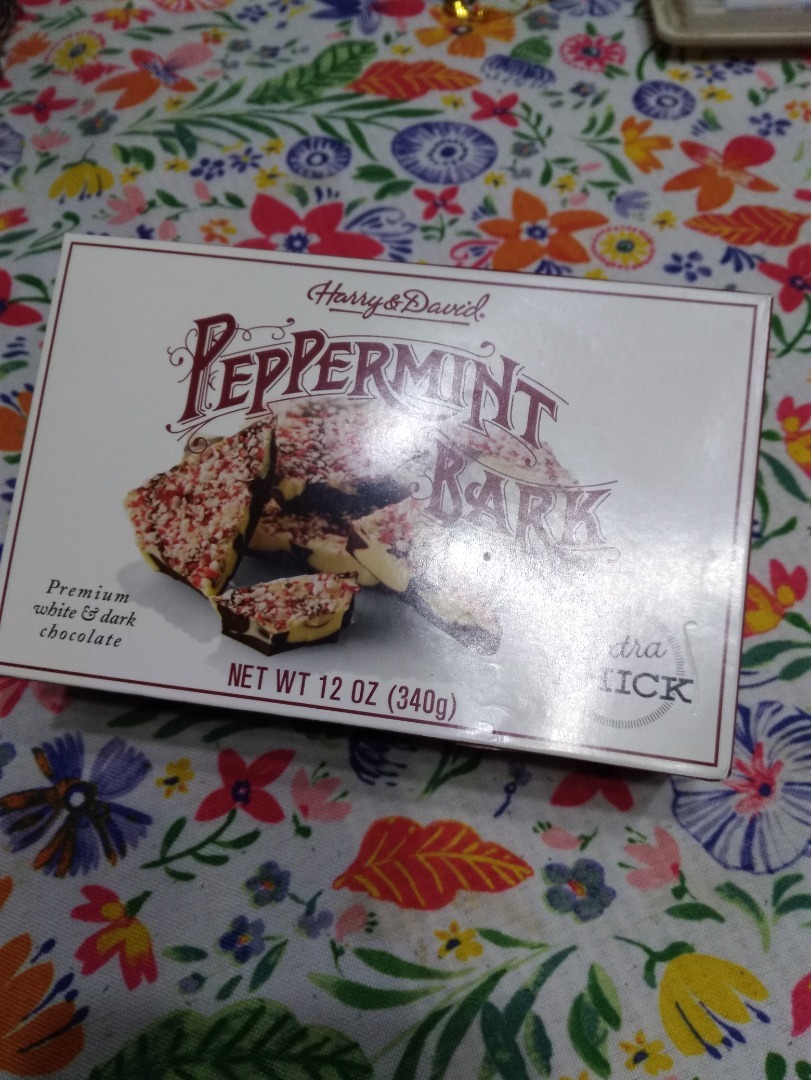 Harry & David
PEPPERMINT
BARK
Premium
white & dark
chocolate
NET WT 12 OZ (340g)